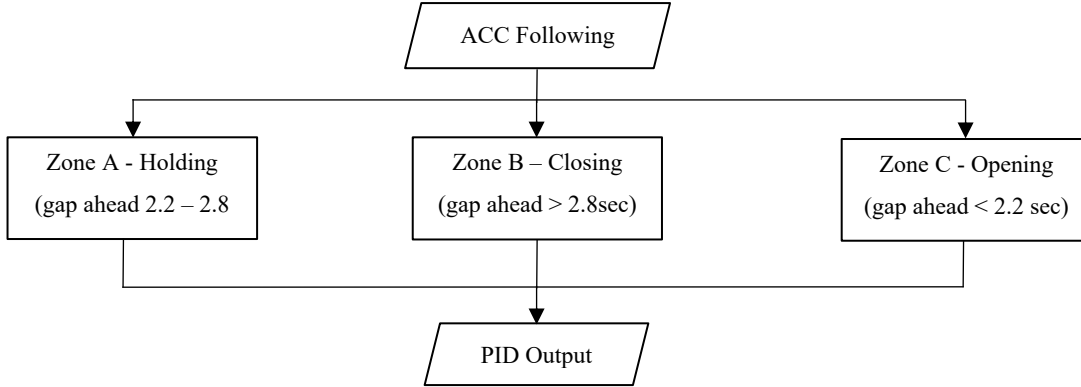 ACC Following
Zone A - Holding
(gap ahead 2.2 – 2.8
Zone B – Closing
(gap ahead > 2.8sec)
Zone C - Opening
(gap ahead < 2.2 sec)
PID Output